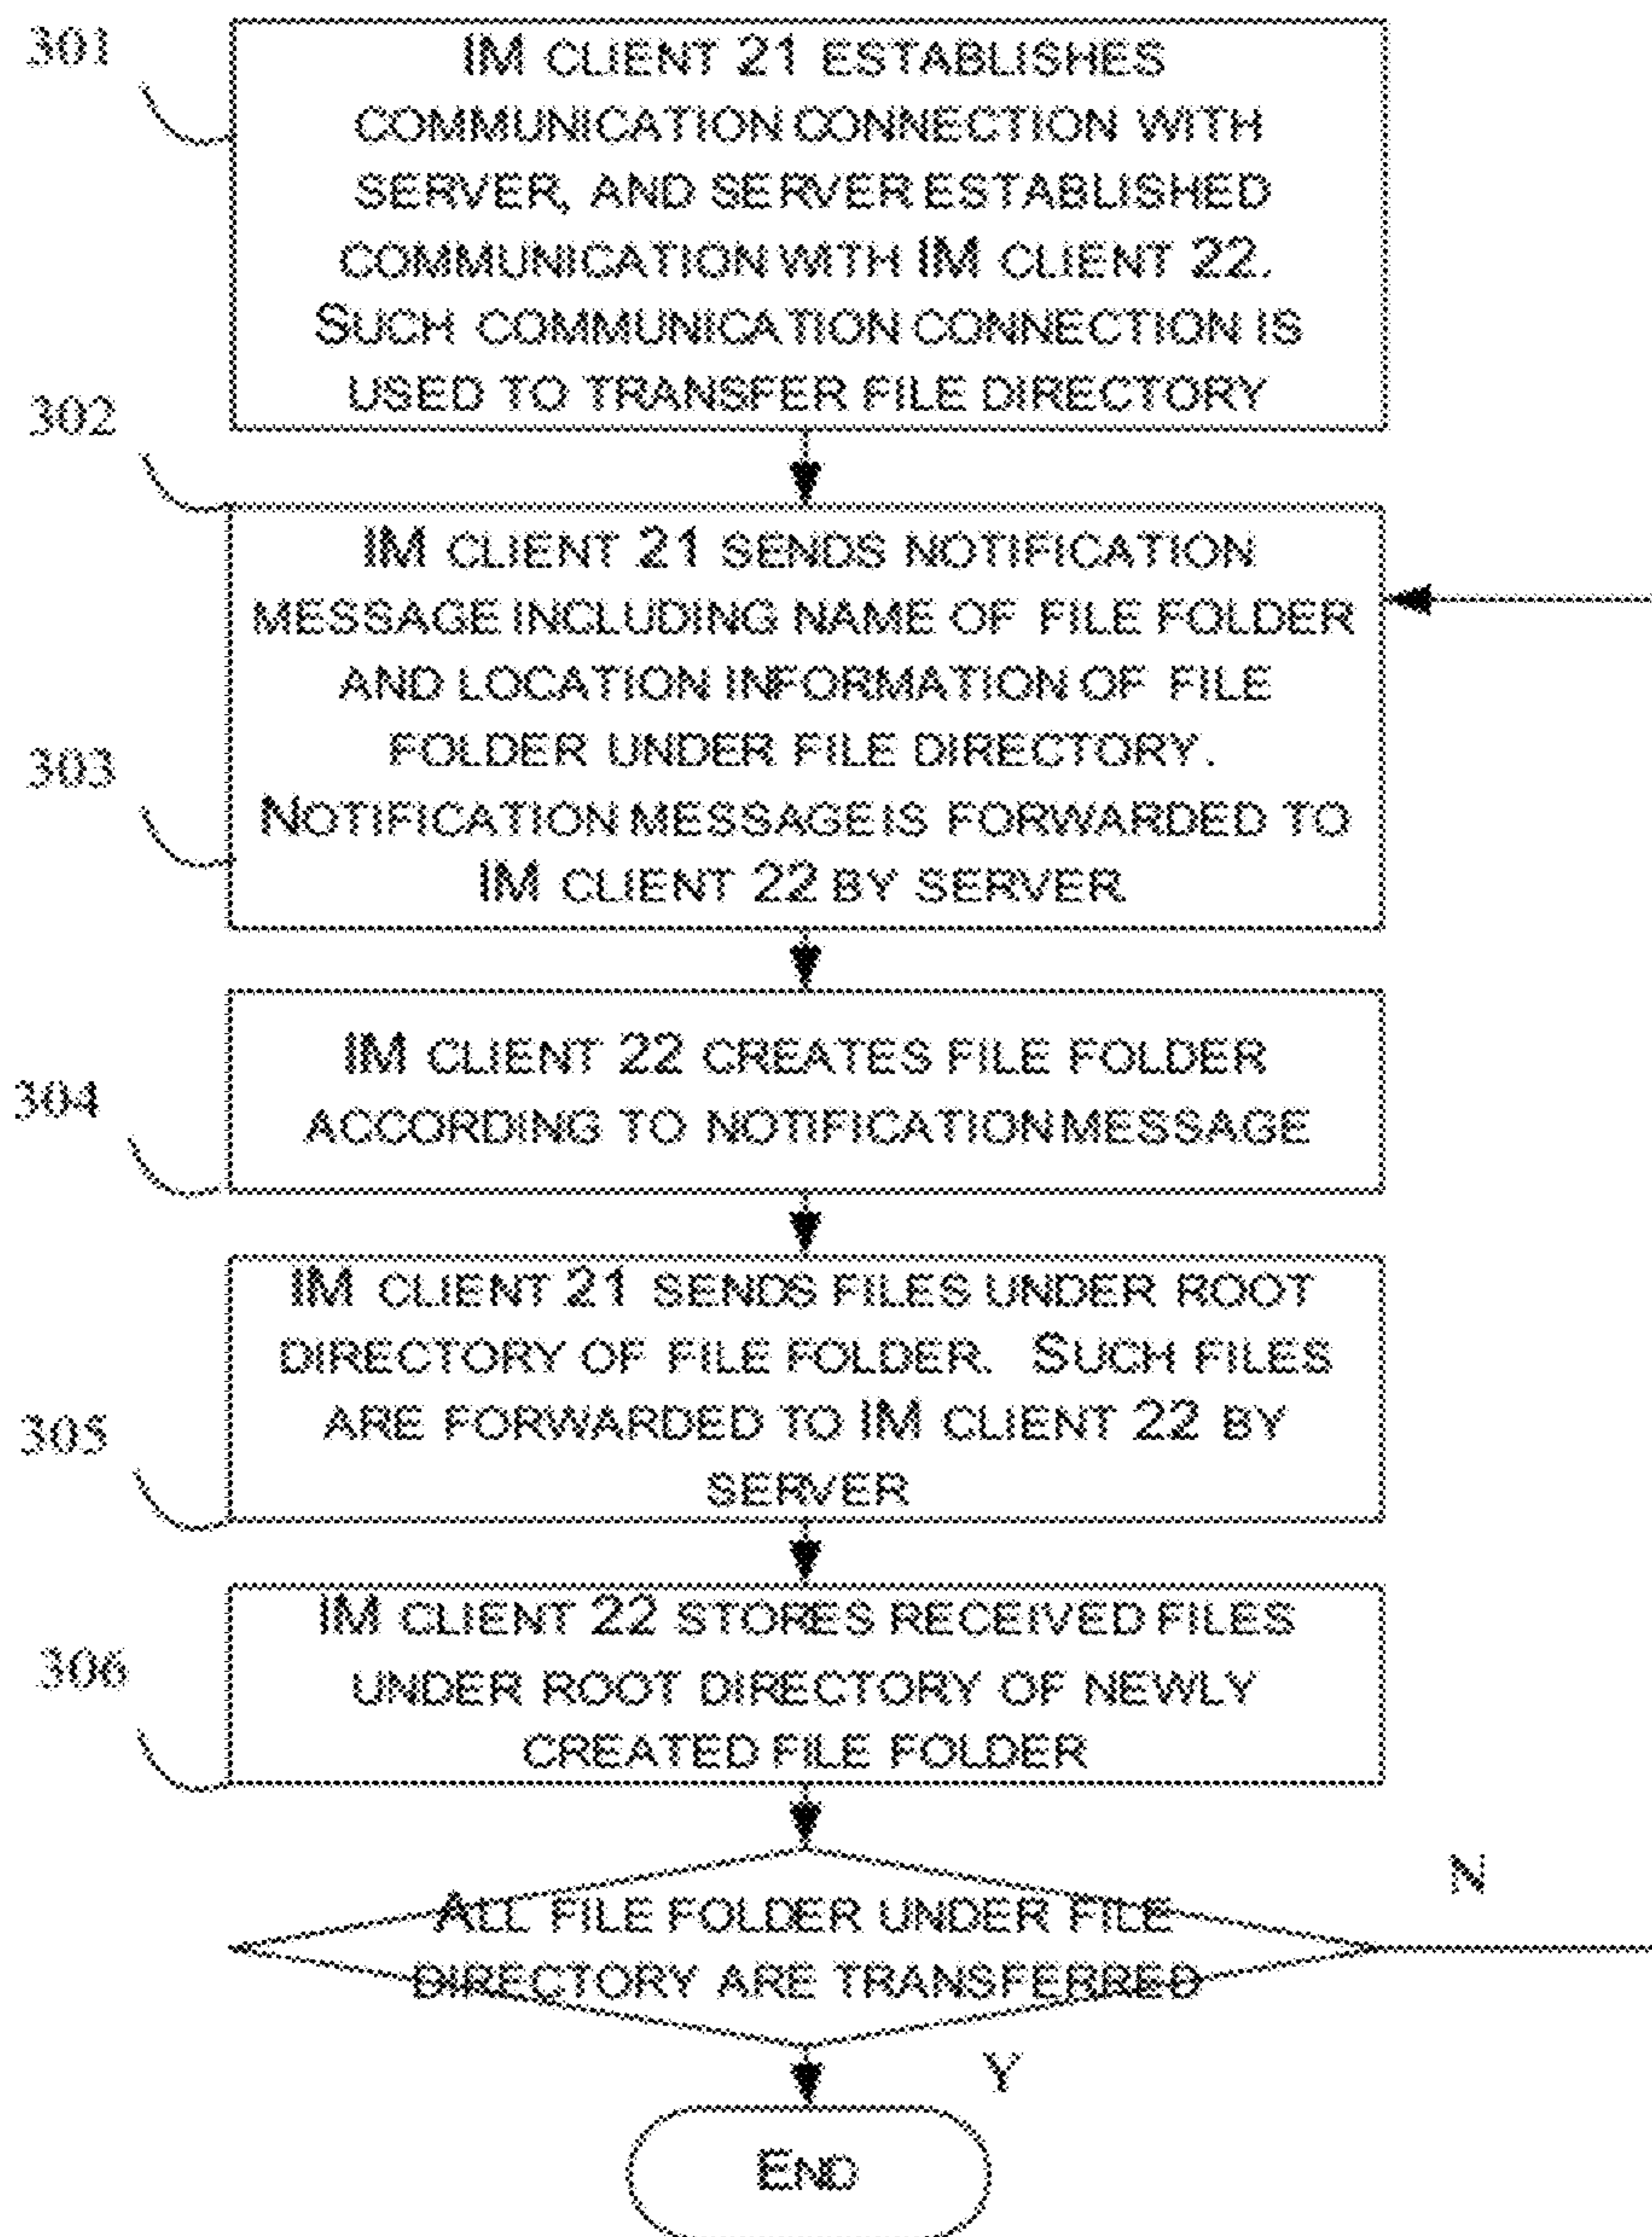 301
IM CLIENT 21 ESTABLISHES
COMMUNICATION CONNECTION WITH
SERVER, AND SERVER ESTABLISHED
COMMUNICATION WITH IM CLIENT 22.
SUCH COMMUNICATION CONNECTION IS
USED TO TRANSFER FILE DIRECTORY
302
IM CLIENT 21 SENDS NOTIFICATION
MESSAGE INCLUDING NAME OF FILE FOLDER
AND LOCATION INFORMATION OF FILE
FOLDER UNDER FILE DIRECTORY.
303
NOTIFICATION MESSAGE IS FORWARDED TO
IM CLIENT 22 BY SERVER
IM CLIENT 22 CREATES FILE FOLDER
304
ACCORDING TO NOTIFICATION MESSAGE
IM CLIENT 21 SENDS FILES UNDER ROOT
DIRECTORY OF FILE FOLDER. SUCH FILES
ARE FORWARDED TO IM CLIENT 22 BY
305
SERVER
IM CLIENT 22 STORES RECEIVED FILES
306
UNDER ROOT DIRECTORY OF NEWLY
CREATED FILE FOLDER
N
ALL FILE FOLDER UNDER FILE
DIRECTORY ARE TRANSFERRED
Y
END